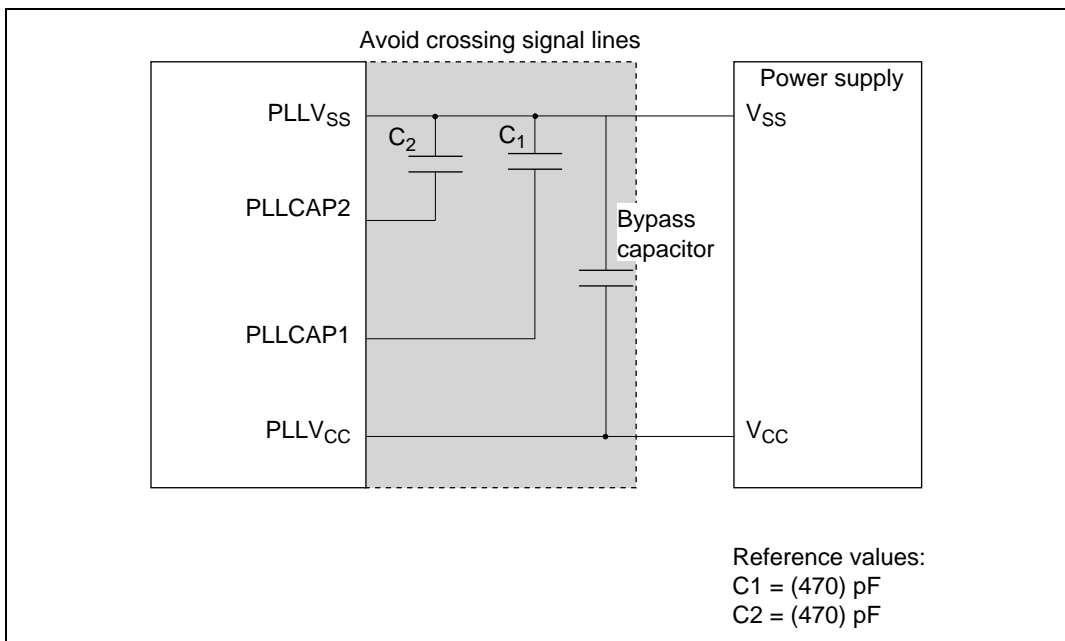 Avoid crossing signal lines
Power supply
PLLVSS
VSS
C2
C1
PLLCAP2
Bypass
capacitor
PLLCAP1
PLLVCC
VCC
Reference values:
C1 = (470) pF
C2 = (470) pF